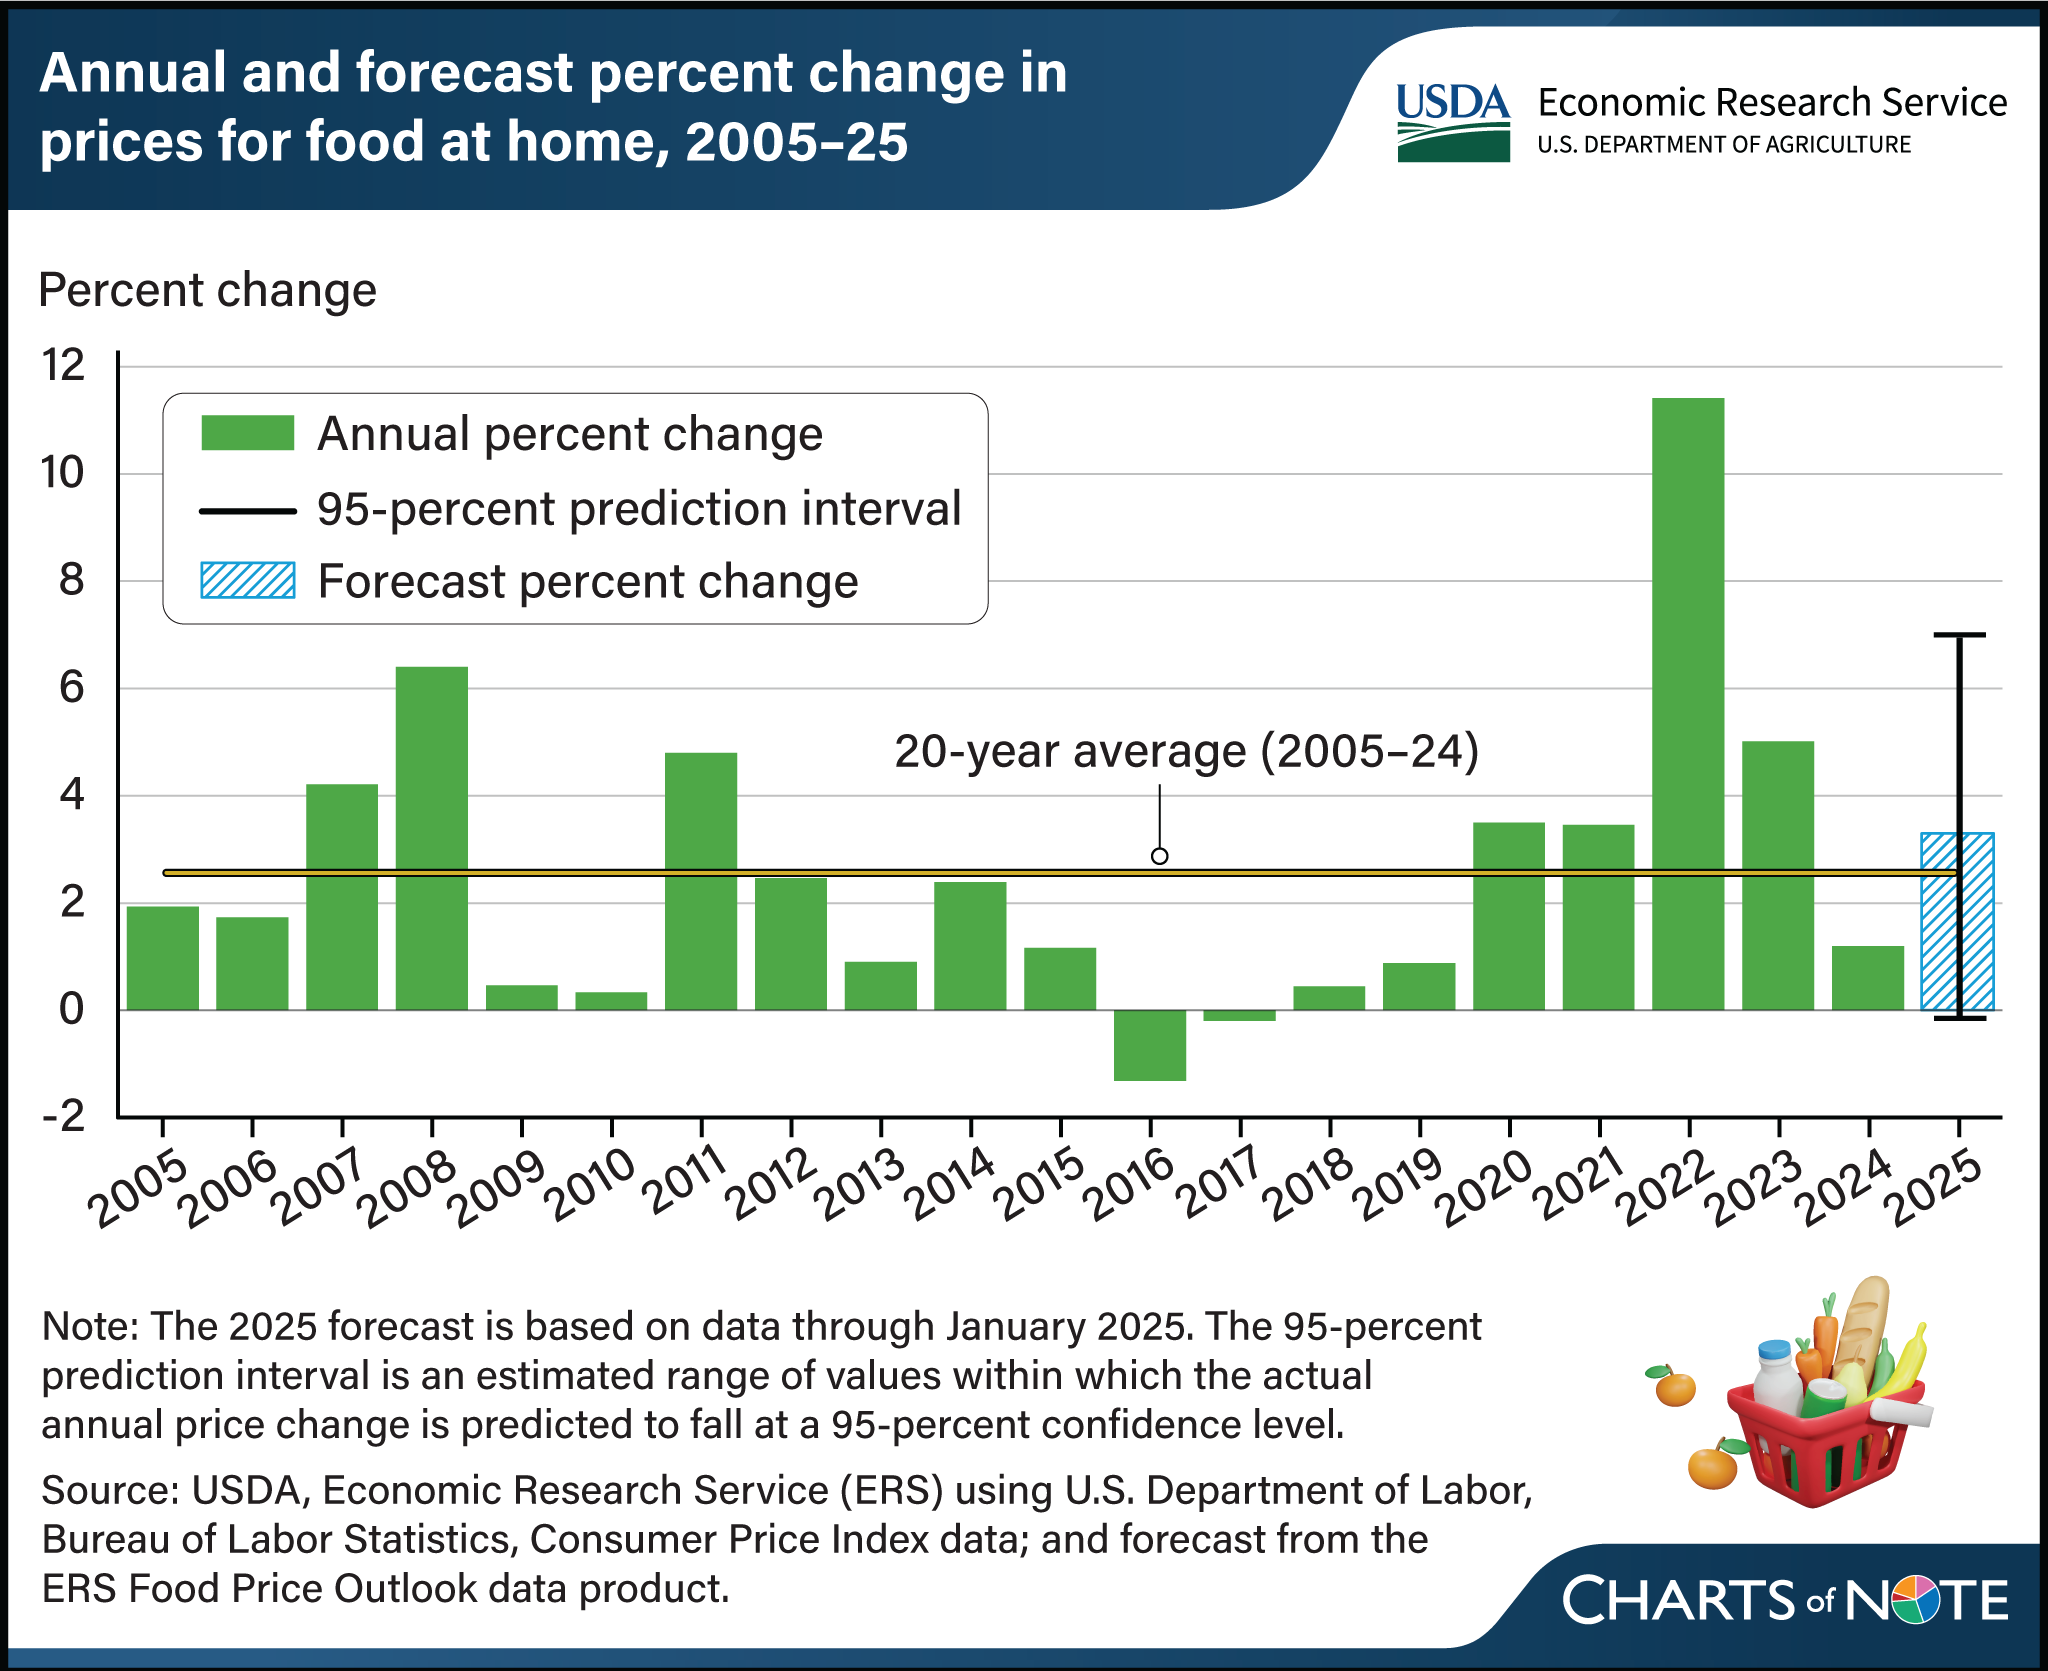 Annual and forecast percent change in
prices for food at home, 2005–25
USDA
Economic Research Service
U.S. DEPARTMENT OF AGRICULTURE
Percent change
12
10
8
6
4
2
0
-2
Annual percent change
95-percent prediction interval
Forecast percent change
20-year average (2005–24)
2005 2006 2007 2008 2009 2010 2011 2012 2013 2014 2015 2016 2017 2018 2019 2020 2021 2022 2023 2024 2025
Note: The 2025 forecast is based on data through January 2025. The 95-percent
prediction interval is an estimated range of values within which the actual
annual price change is predicted to fall at a 95-percent confidence level.
Source: USDA, Economic Research Service (ERS) using U.S. Department of Labor,
Bureau of Labor Statistics, Consumer Price Index data; and forecast from the
ERS Food Price Outlook data product.
CHARTS of NOTE